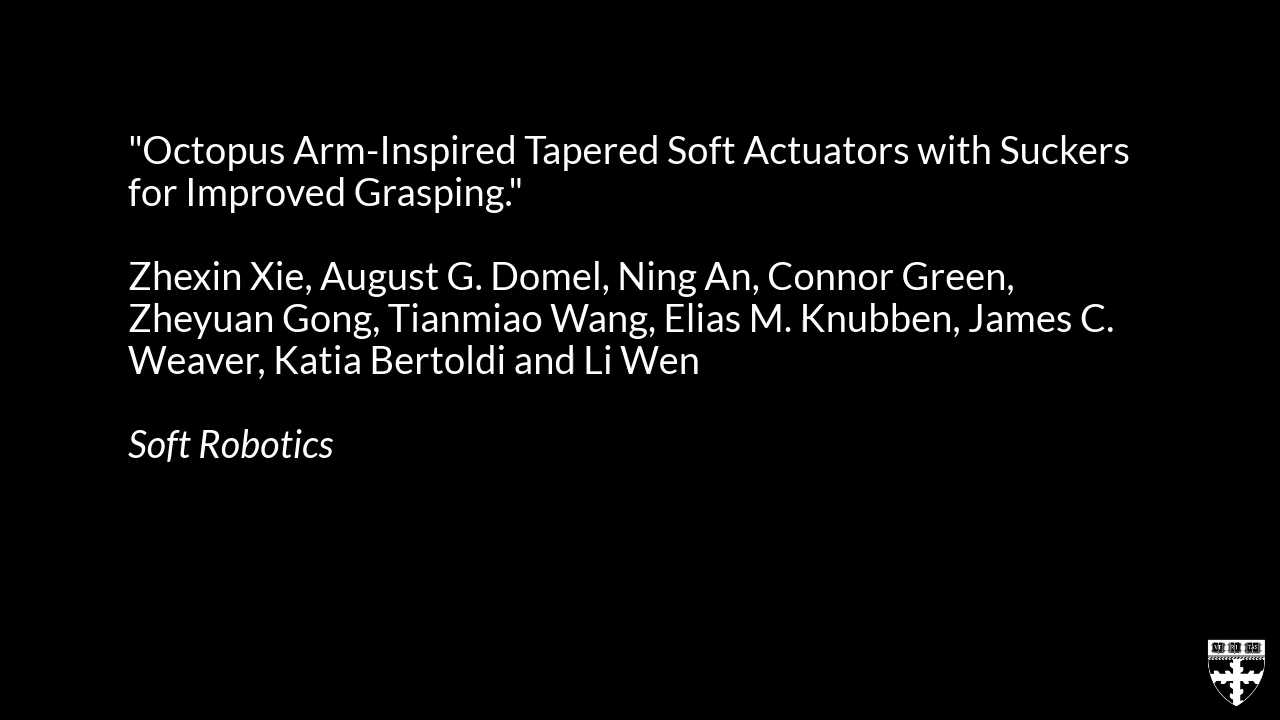 "Octopus Arm-Inspired Tapered Soft Actuators with Suckers
for Improved Grasping."
Zhexin Xie, August G. Domel, Ning An, Connor Green,
Zheyuan Gong, Tianmiao Wang, Elias M. Knubben, James C.
Weaver, Katia Bertoldi and Li Wen
Soft Robotics